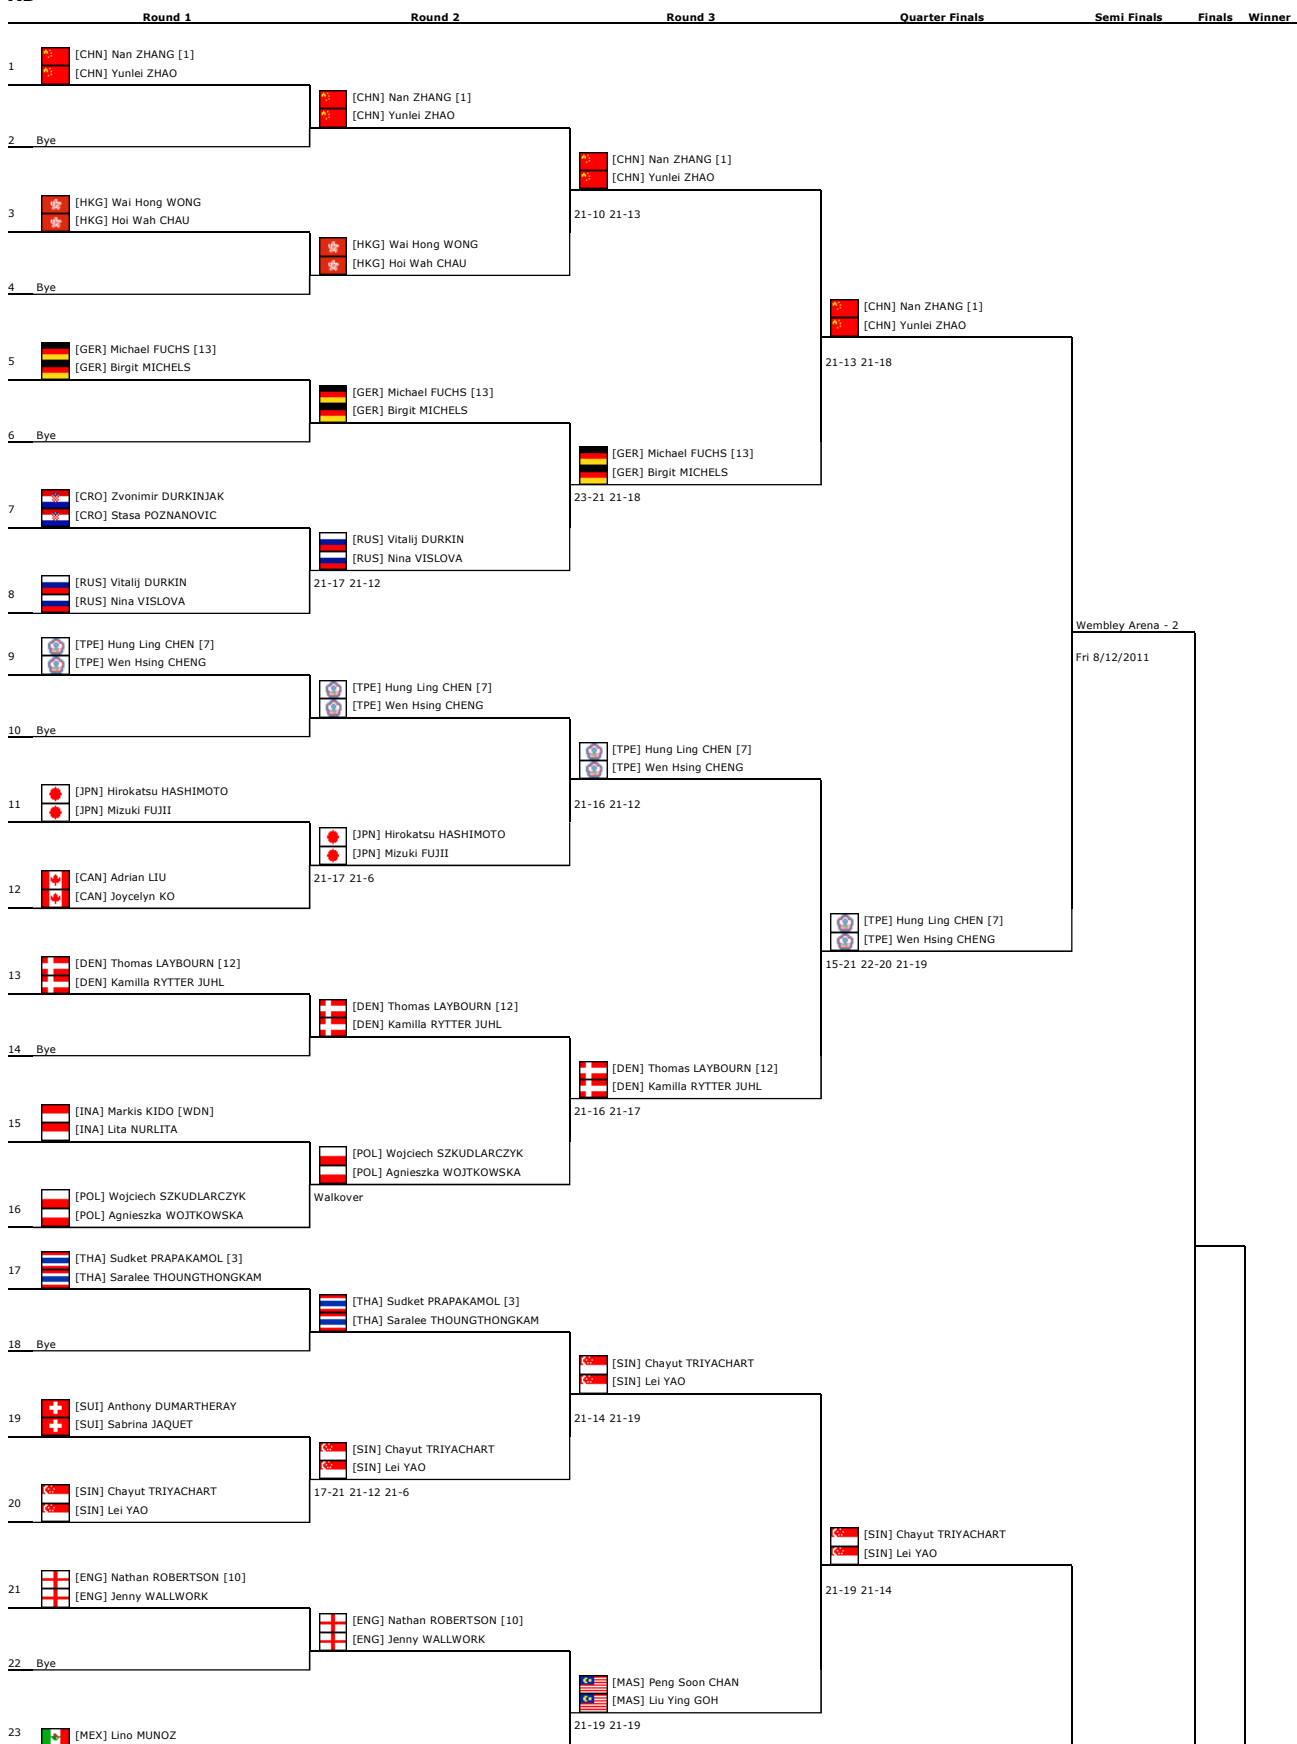 Round 1 Round 2 Round 3 Quarter Finals Semi Finals Finals Winner
[CHN] Nan ZHANG [1]
1
[CHN] Yunlei ZHAO
[CHN] Nan ZHANG [1]
[CHN] Yunlei ZHAO
2 Bye
[CHN] Nan ZHANG [1]
[CHN] Yunlei ZHAO
[HKG] Wai Hong WONG
3
21-10 21-13
[HKG] Hoi Wah CHAU
[HKG] Wai Hong WONG
[HKG] Hoi Wah CHAU
4 Bye
[CHN] Nan ZHANG [1]
[CHN] Yunlei ZHAO
[GER] Michael FUCHS [13]
5
21-13 21-18
[GER] Birgit MICHELS
[GER] Michael FUCHS [13]
[GER] Birgit MICHELS
6 Bye
[GER] Michael FUCHS [13]
[GER] Birgit MICHELS
[CRO] Zvonimir DURKINJAK
23-21 21-18
7
[CRO] Stasa POZNANOVIC
[RUS] Vitalij DURKIN
[RUS] Nina VISLOVA
[RUS] Vitalij DURKIN
21-17 21-12
8
[RUS] Nina VISLOVA
Wembley Arena - 2
[TPE] Hung Ling CHEN [7]
9
Fri 8/12/2011
[TPE] Wen Hsing CHENG
[TPE] Hung Ling CHEN [7]
[TPE] Wen Hsing CHENG
10 Bye
[TPE] Hung Ling CHEN [7]
[TPE] Wen Hsing CHENG
[JPN] Hirokatsu HASHIMOTO
11
21-16 21-12
[JPN] Mizuki FUJII
[JPN] Hirokatsu HASHIMOTO
[JPN] Mizuki FUJII
[CAN] Adrian LIU
21-17 21-6
12
[CAN] Joycelyn KO
[TPE] Hung Ling CHEN [7]
[TPE] Wen Hsing CHENG
[DEN] Thomas LAYBOURN [12]
15-21 22-20 21-19
13
[DEN] Kamilla RYTTER JUHL
[DEN] Thomas LAYBOURN [12]
[DEN] Kamilla RYTTER JUHL
14 Bye
[DEN] Thomas LAYBOURN [12]
[DEN] Kamilla RYTTER JUHL
[INA] Markis KIDO [WDN]
21-16 21-17
15
[INA] Lita NURLITA
[POL] Wojciech SZKUDLARCZYK
[POL] Agnieszka WOJTKOWSKA
[POL] Wojciech SZKUDLARCZYK
Walkover
16
[POL] Agnieszka WOJTKOWSKA
[THA] Sudket PRAPAKAMOL [3]
17
[THA] Saralee THOUNGTHONGKAM
[THA] Sudket PRAPAKAMOL [3]
[THA] Saralee THOUNGTHONGKAM
18 Bye
[SIN] Chayut TRIYACHART
[SIN] Lei YAO
[SUI] Anthony DUMARTHERAY
19
21-14 21-19
[SUI] Sabrina JAQUET
[SIN] Chayut TRIYACHART
[SIN] Lei YAO
[SIN] Chayut TRIYACHART
17-21 21-12 21-6
20
[SIN] Lei YAO
[SIN] Chayut TRIYACHART
[SIN] Lei YAO
[ENG] Nathan ROBERTSON [10]
21
21-19 21-14
[ENG] Jenny WALLWORK
[ENG] Nathan ROBERTSON [10]
[ENG] Jenny WALLWORK
22 Bye
[MAS] Peng Soon CHAN
[MAS] Liu Ying GOH
21-19 21-19
23
[MEX] Lino MUNOZ